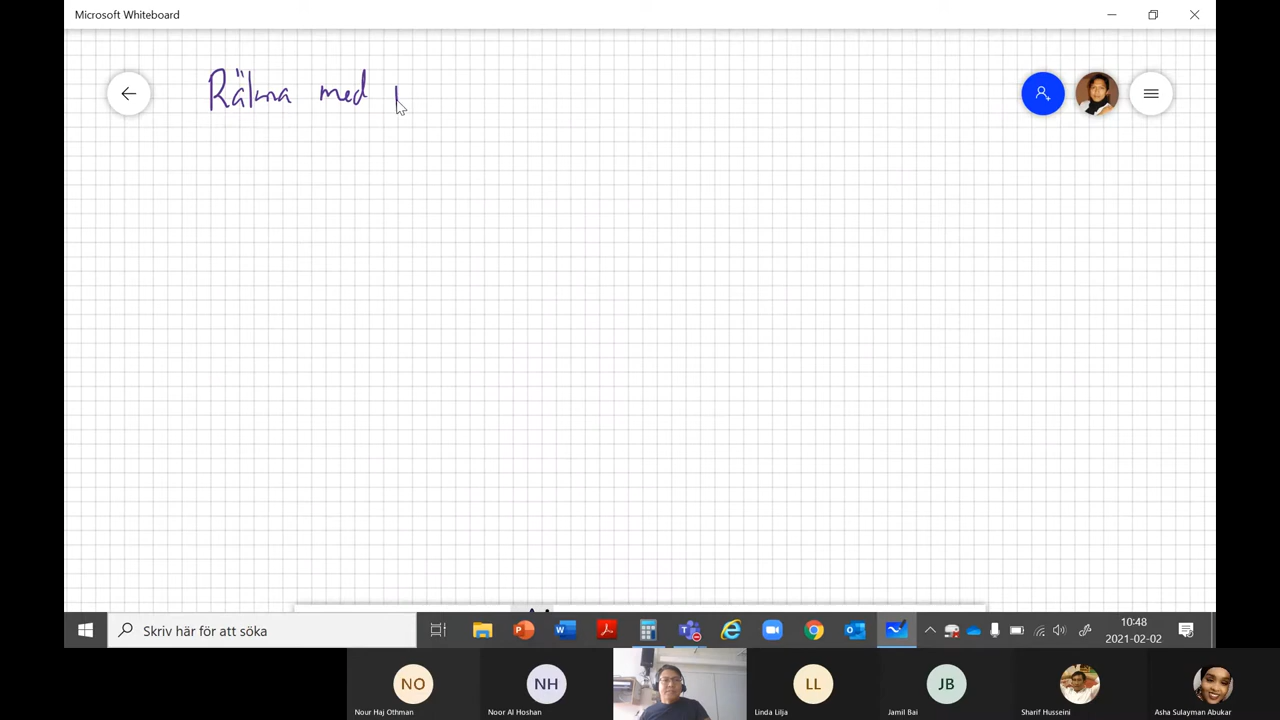 Microsoft Whiteboard
Räkna med
Skriv här för att söka
10:48
2021-02-02
NO
NH
LL
JB
Nour Haj Othman
Noor Al Hoshan
Linda Lilja
Jamil Bai
Sharif Husseini
Asha Sulayman Abukar